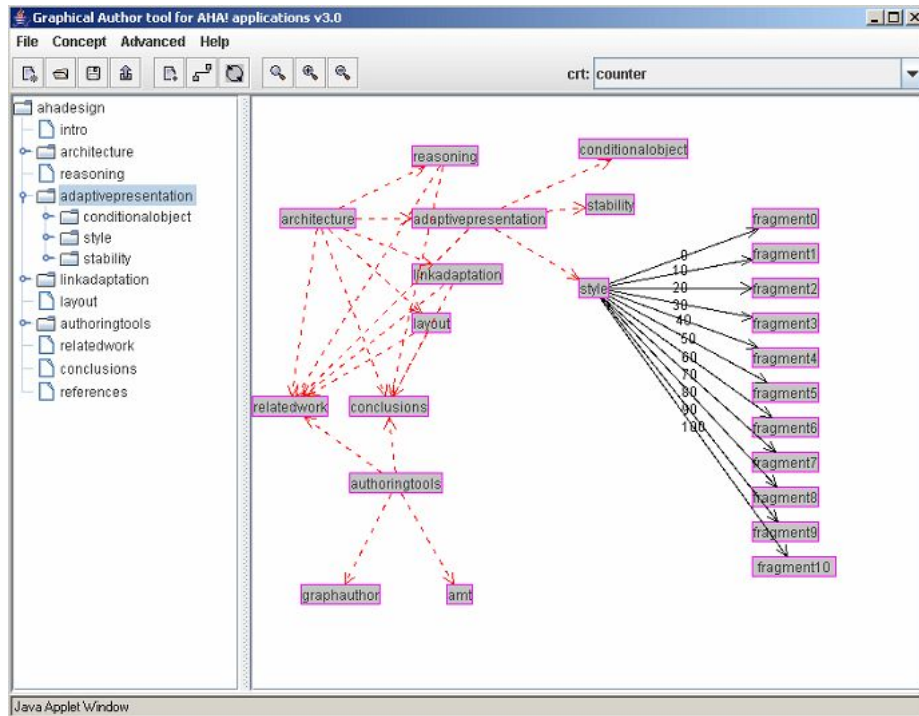 Graphical Author tool for AHA! applications v3.0
File Concept Advanced Help
crt: counter
ahadesign
intro
architecture
reasoning
adaptivepresentation
conditionalobject
style
stability
linkadaptation
layout
authoringtools
relatedwork
conclusions
references
reasoning
conditionalobject
architecture
adaptivepresentation
stability
linkadaptation
style
layout
relatedwork
conclusions
authoringtools
graphauthor
amt
0
10
20
30
40
50
60
70
80
90
100
fragment0
fragment1
fragment2
fragment3
fragment4
fragment5
fragment6
fragment7
fragment8
fragment9
fragment10
Java Applet Window